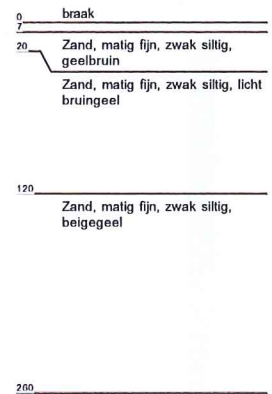 0 braak
7
20 Zand, matig fijn, zwak siltig,
geelbruin
Zand, matig fijn, zwak siltig, licht
bruingeel
120
Zand, matig fijn, zwak siltig,
beigegeel
260